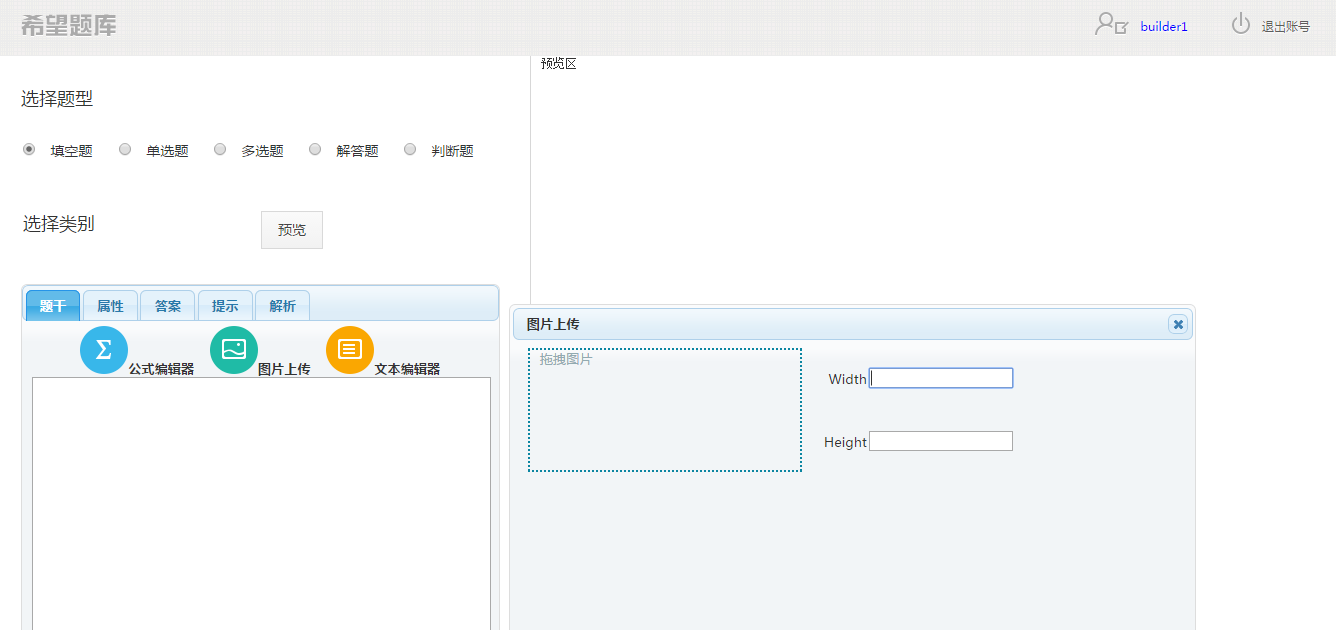 希望题库
builder1 退出账号
预览区
选择题型
填空题 单选题 多选题 解答题 判断题
选择类别 预览
题干 属性 答案 提示 解析
公式编辑器 图片上传 文本编辑器
图片上传
拖拽图片
Width
Height